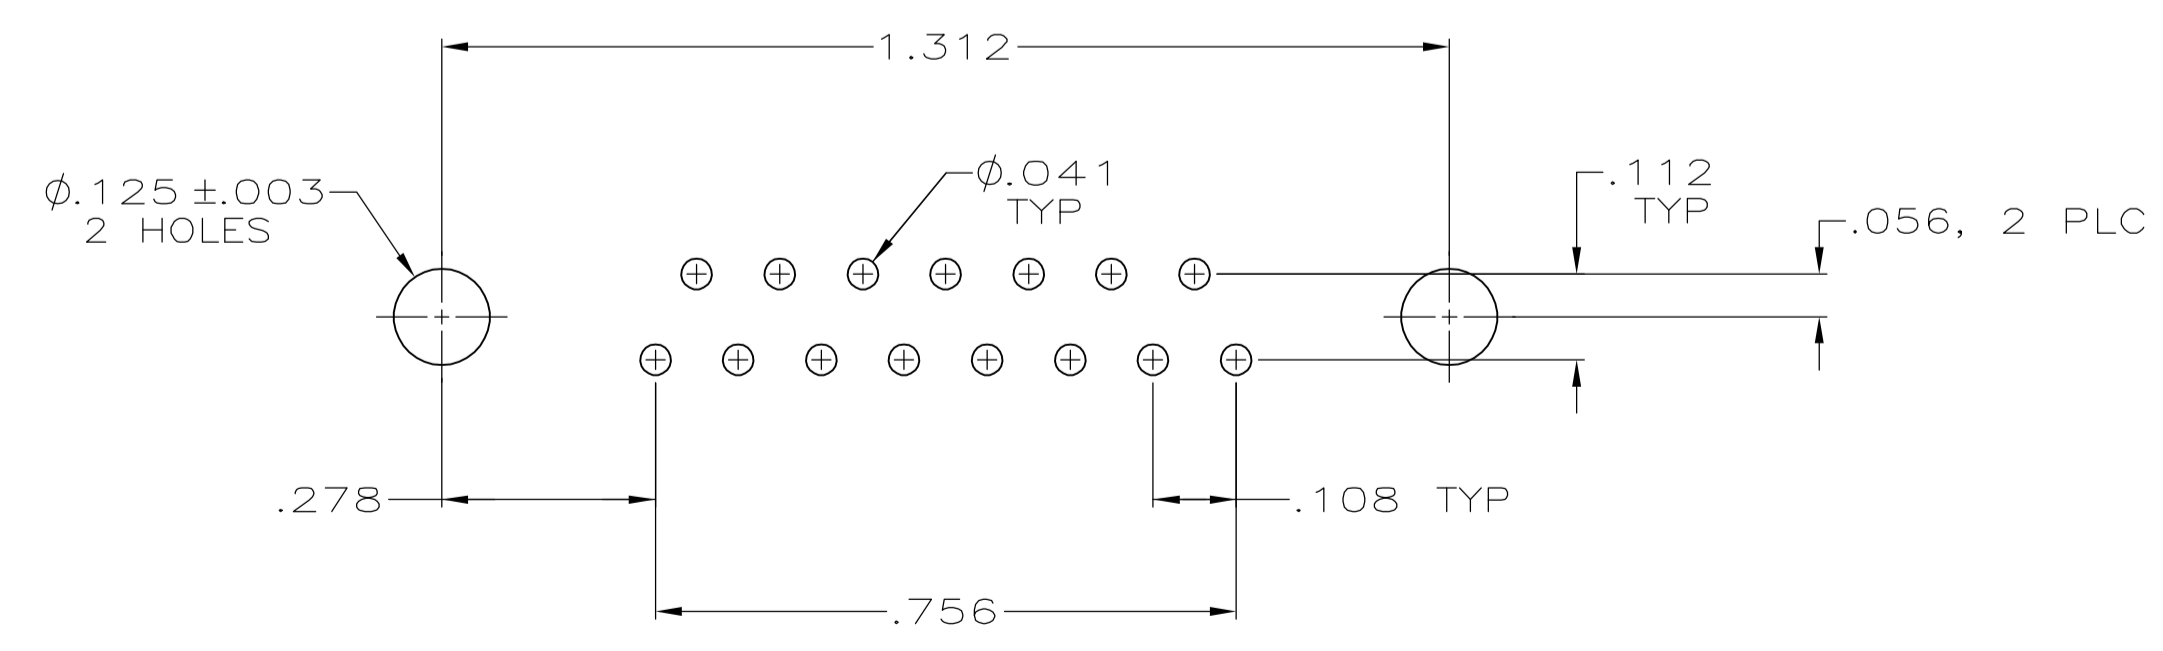 1.312
⌀.125 ±.003
2 HOLES
⌀.041
TYP
.112
TYP
.056, 2 PLC
.278
.108 TYP
.756